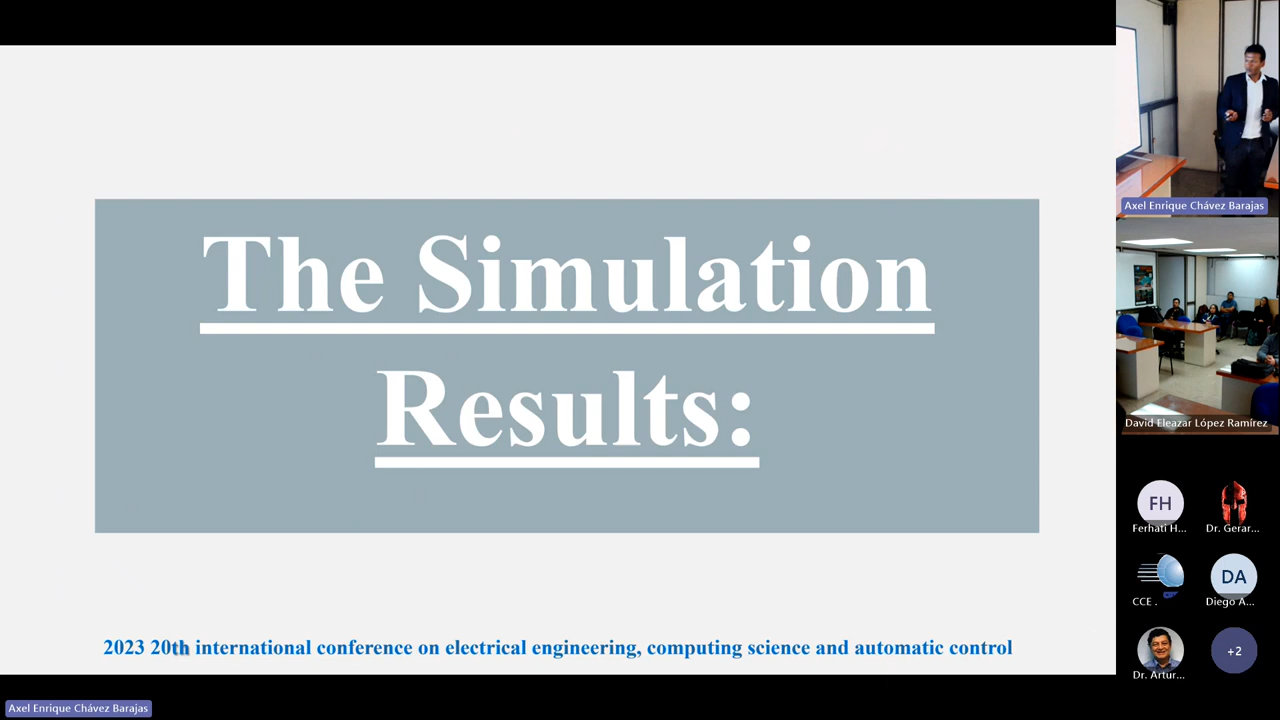 The Simulation
Results:
2023 20th international conference on electrical engineering, computing science and automatic control
Axel Enrique Chávez Barajas
David Eleazar López Ramírez
FH
Ferhati H...
Dr. Gerar...
CCE .
DA
Diego A...
Dr. Artur...
+2
Axel Enrique Chávez Barajas